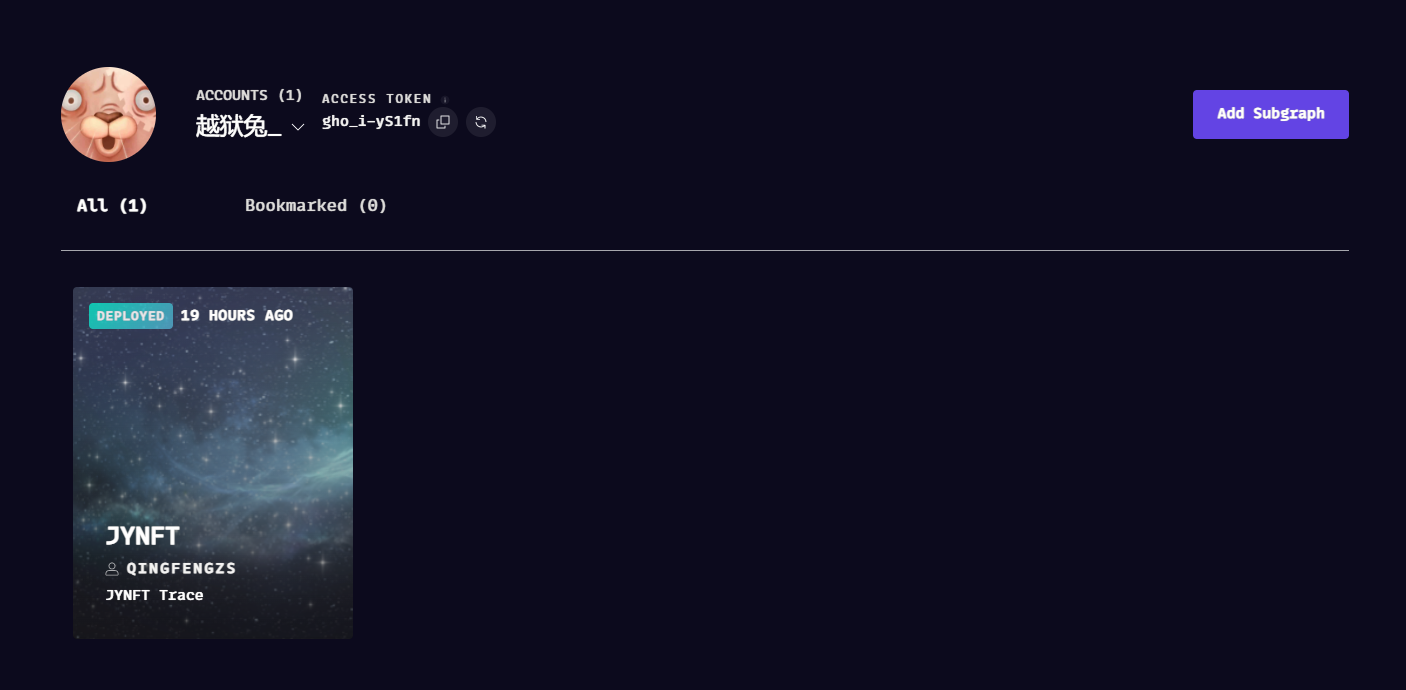 ACCOUNTS (1)
越狱兔_
ACCESS TOKEN
gho_i-yS1fn
Add Subgraph
All (1)
Bookmarked (0)
DEPLOYED 19 HOURS AGO
JYNFT
QINGFENGZS
JYNFT Trace